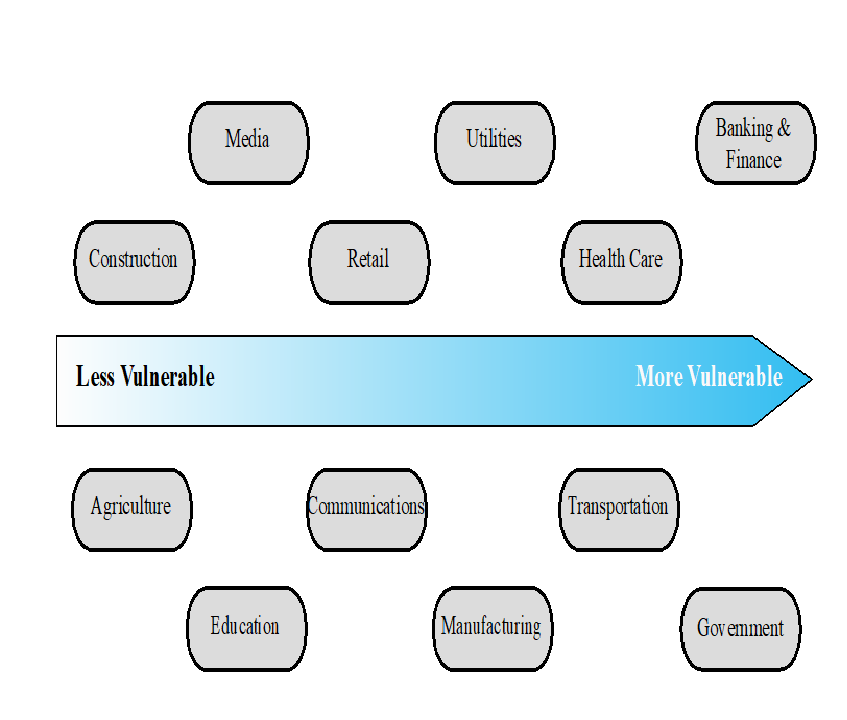 Media
Utilities
Banking &
Finance
Construction
Retail
Health Care
Less Vulnerable
More Vulnerable
Agriculture
Communications
Transportation
Education
Manufacturing
Government